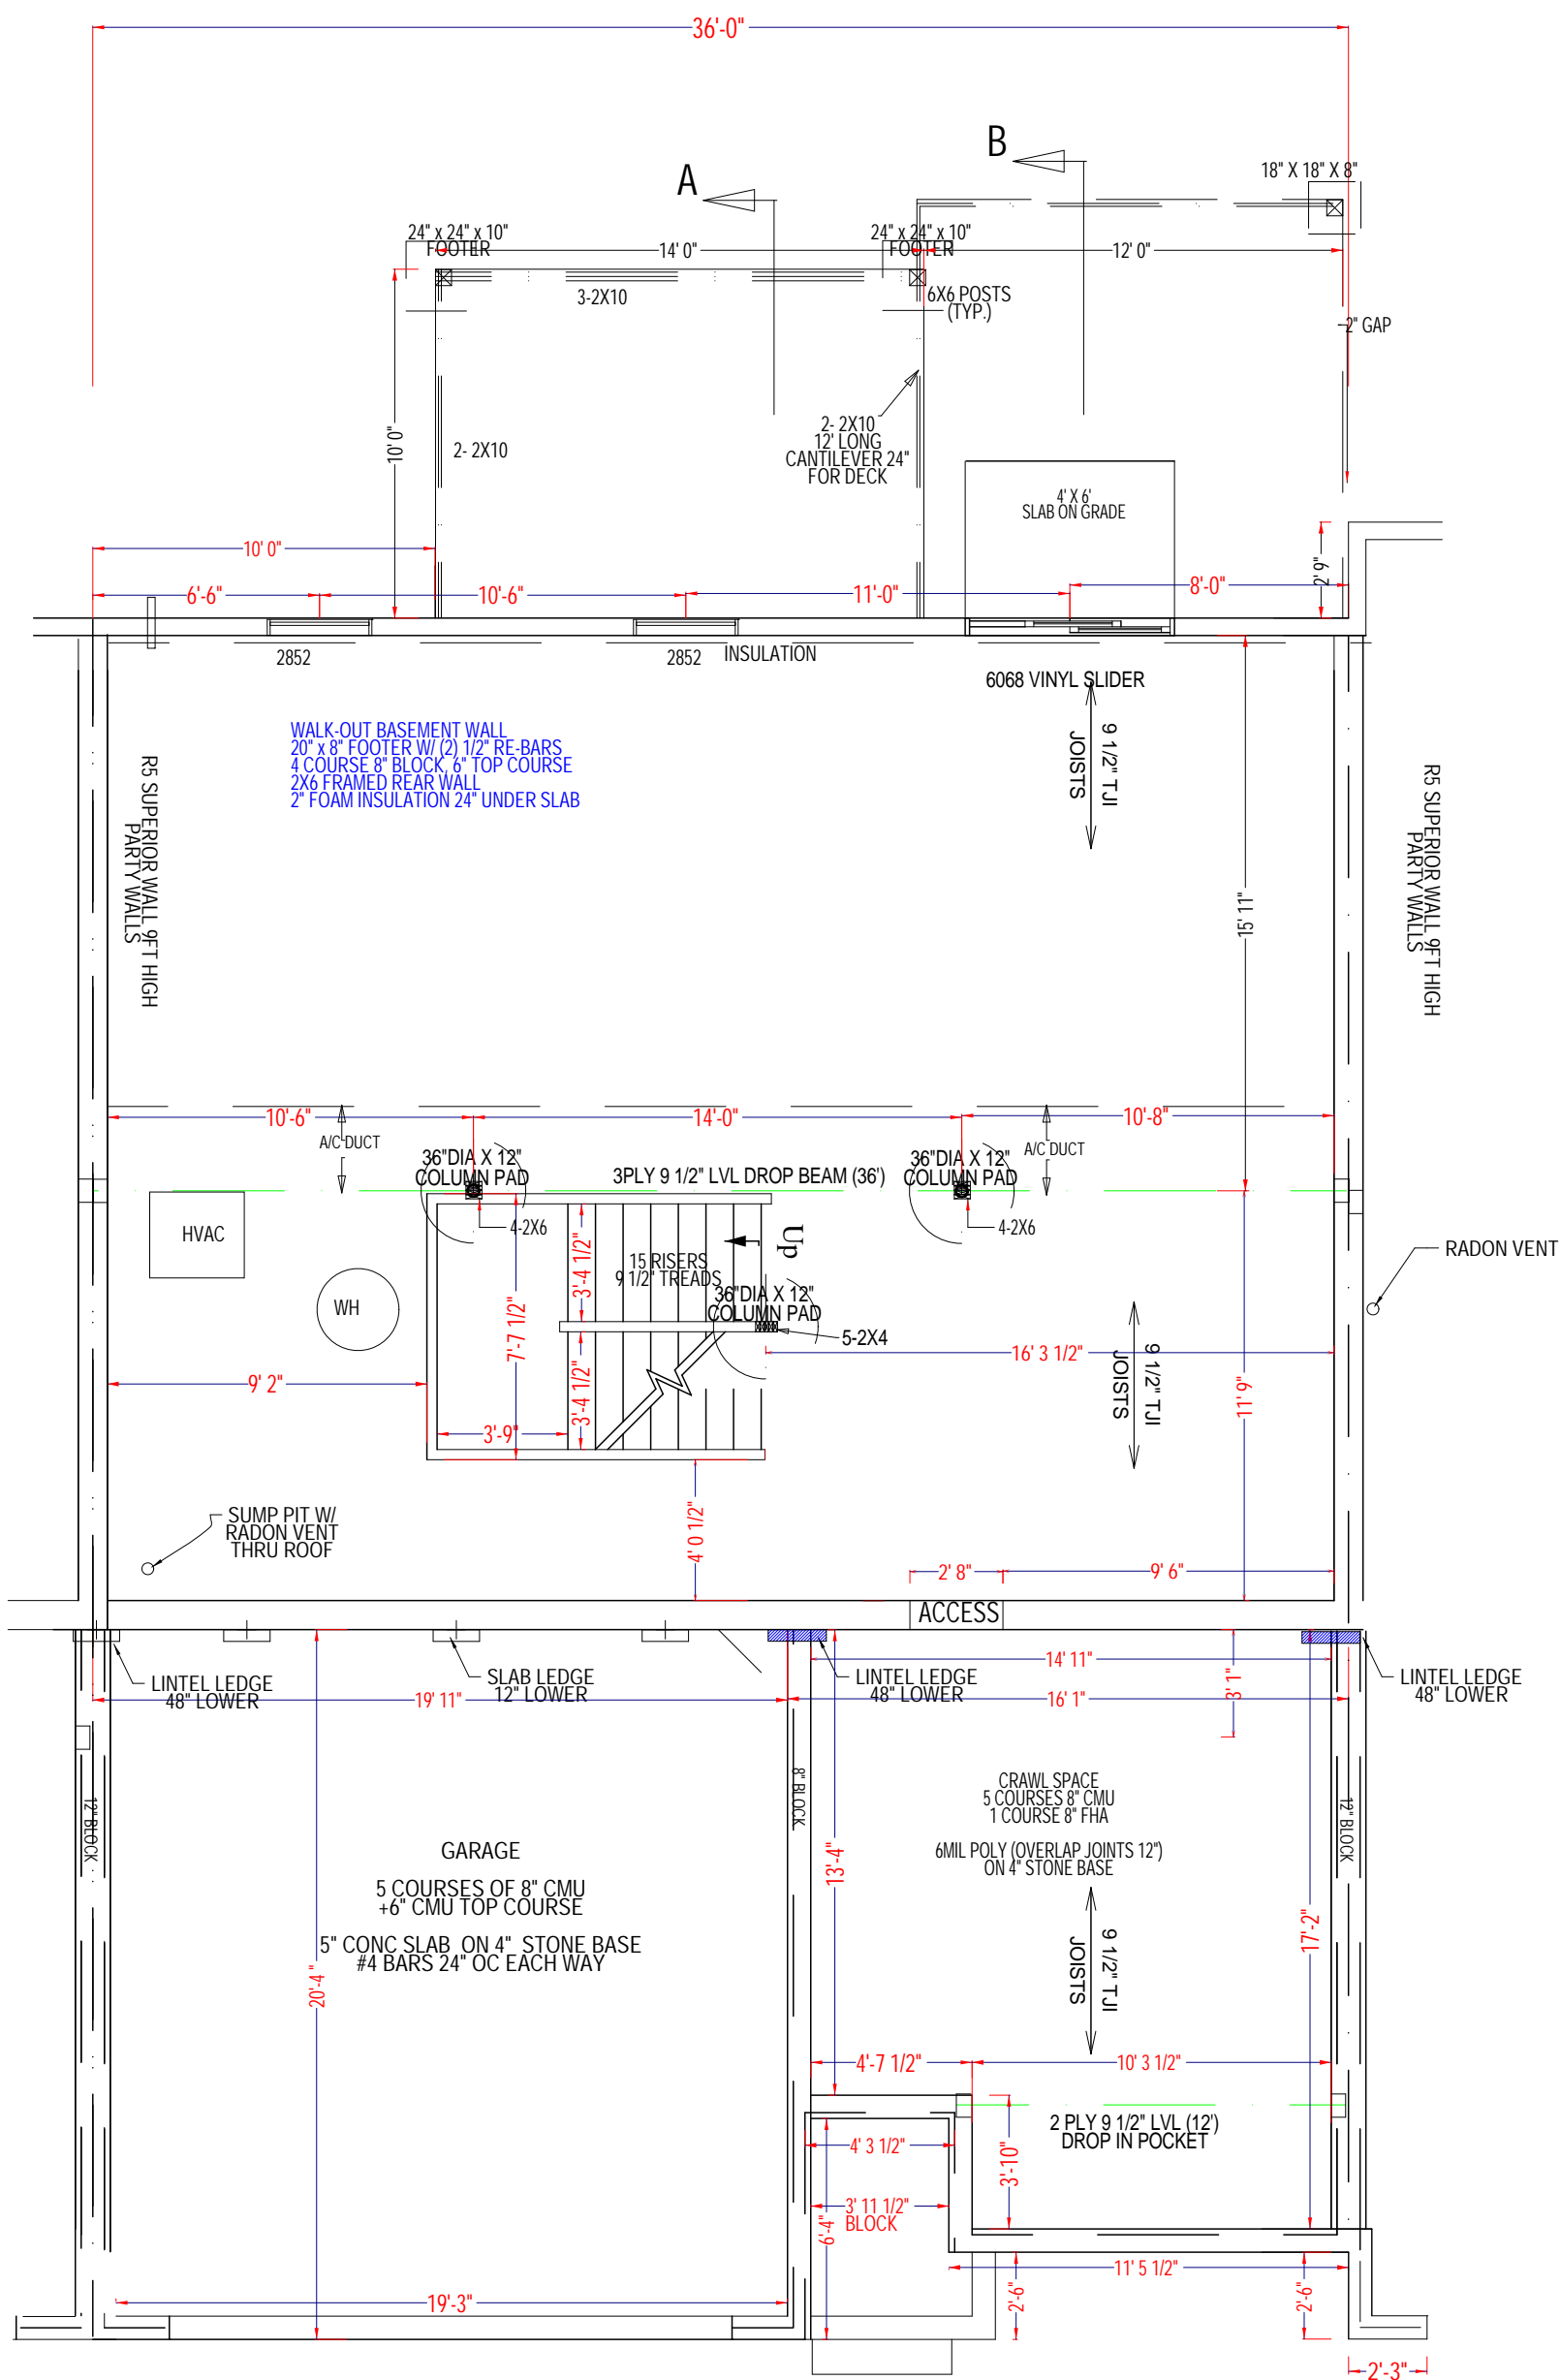 36'-0"
A
B
18" X 18" X 8"
24" x 24" x 10"
FOOTER
14' 0"
24" x 24" x 10"
FOOTER
12' 0"
3-2X10
6X6 POSTS
(TYP.)
2" GAP
10' 0"
2- 2X10
2- 2X10
12' LONG
CANTILEVER 24"
FOR DECK
4' X 6'
SLAB ON GRADE
10' 0"
2' 9"
6'-6"
10'-6"
11'-0"
8'-0"
2852
2852
INSULATION
6068 VINYL SLIDER
WALK-OUT BASEMENT WALL
20" x 8" FOOTER W/ (2) 1/2" RE-BARS
4 COURSE 8" BLOCK, 6" TOP COURSE
2X6 FRAMED REAR WALL
2" FOAM INSULATION 24" UNDER SLAB
9 1/2" TJI
JOISTS
R5 SUPERIOR WALL 9FT HIGH
PARTY WALLS
R5 SUPERIOR WALL 9FT HIGH
PARTY WALLS
15' 11"
10'-6"
14'-0"
10'-8"
A/C DUCT
A/C DUCT
36"DIA X 12"
COLUMN PAD
3PLY 9 1/2" LVL DROP BEAM (36')
36"DIA X 12"
COLUMN PAD
4-2X6
4-2X6
HVAC
Up
15 RISERS
9 1/2" TREADS
3'-4 1/2"
RADON VENT
WH
36"DIA X 12"
COLUMN PAD
5-2X4
7'-7 1/2"
16' 3 1/2"
9 1/2" TJI
JOISTS
9' 2"
3'-4 1/2"
11' 9"
3'-9"
SUMP PIT W/
RADON VENT
THRU ROOF
4' 0 1/2"
2' 8"
9' 6"
ACCESS
LINTEL LEDGE
48" LOWER
SLAB LEDGE
12" LOWER
LINTEL LEDGE
48" LOWER
14' 11"
3' 1"
LINTEL LEDGE
48" LOWER
19' 11"
16' 1"
12" BLOCK
8" BLOCK
12" BLOCK
CRAWL SPACE
5 COURSES 8" CMU
1 COURSE 8" FHA
6MIL POLY (OVERLAP JOINTS 12")
ON 4" STONE BASE
GARAGE
5 COURSES OF 8" CMU
+6" CMU TOP COURSE
5" CONC SLAB ON 4" STONE BASE
#4 BARS 24" OC EACH WAY
13'-4"
17'-2"
20'-4"
9 1/2" TJI
JOISTS
4'-7 1/2"
10' 3 1/2"
2 PLY 9 1/2" LVL (12')
DROP IN POCKET
4' 3 1/2"
3'-10"
3' 11 1/2"
BLOCK
6'-4"
11' 5 1/2"
2'-6"
2'-6"
19'-3"
2'-3"